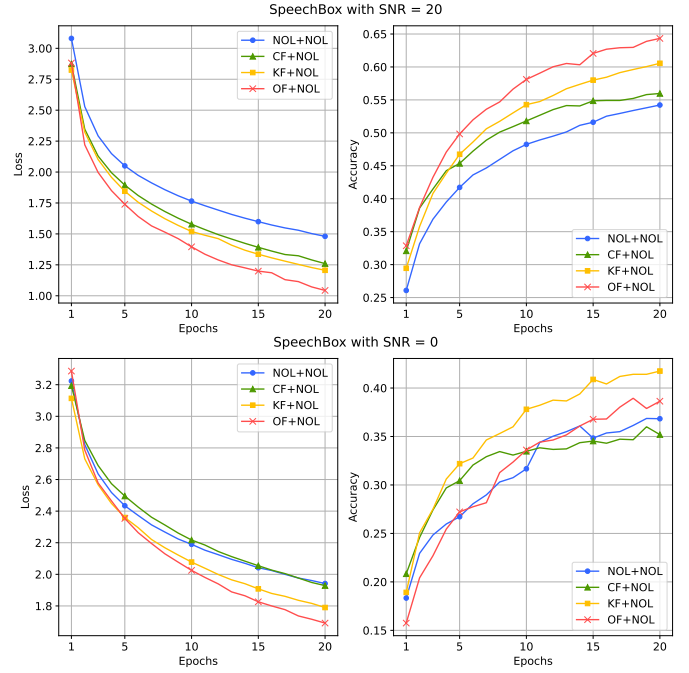 SpeechBox with SNR = 20
3.00
2.75
2.50
2.25
2.00
1.75
1.50
1.25
1.00
Loss
1 5 10 15 20
Epochs
NOL+NOL
CF+NOL
KF+NOL
OF+NOL
0.65
0.60
0.55
0.50
0.45
0.40
0.35
0.30
0.25
Accuracy
1 5 10 15 20
Epochs
NOL+NOL
CF+NOL
KF+NOL
OF+NOL
SpeechBox with SNR = 0
3.2
3.0
2.8
2.6
2.4
2.2
2.0
1.8
Loss
1 5 10 15 20
Epochs
NOL+NOL
CF+NOL
KF+NOL
OF+NOL
0.40
0.35
0.30
0.25
0.20
0.15
Accuracy
1 5 10 15 20
Epochs
NOL+NOL
CF+NOL
KF+NOL
OF+NOL